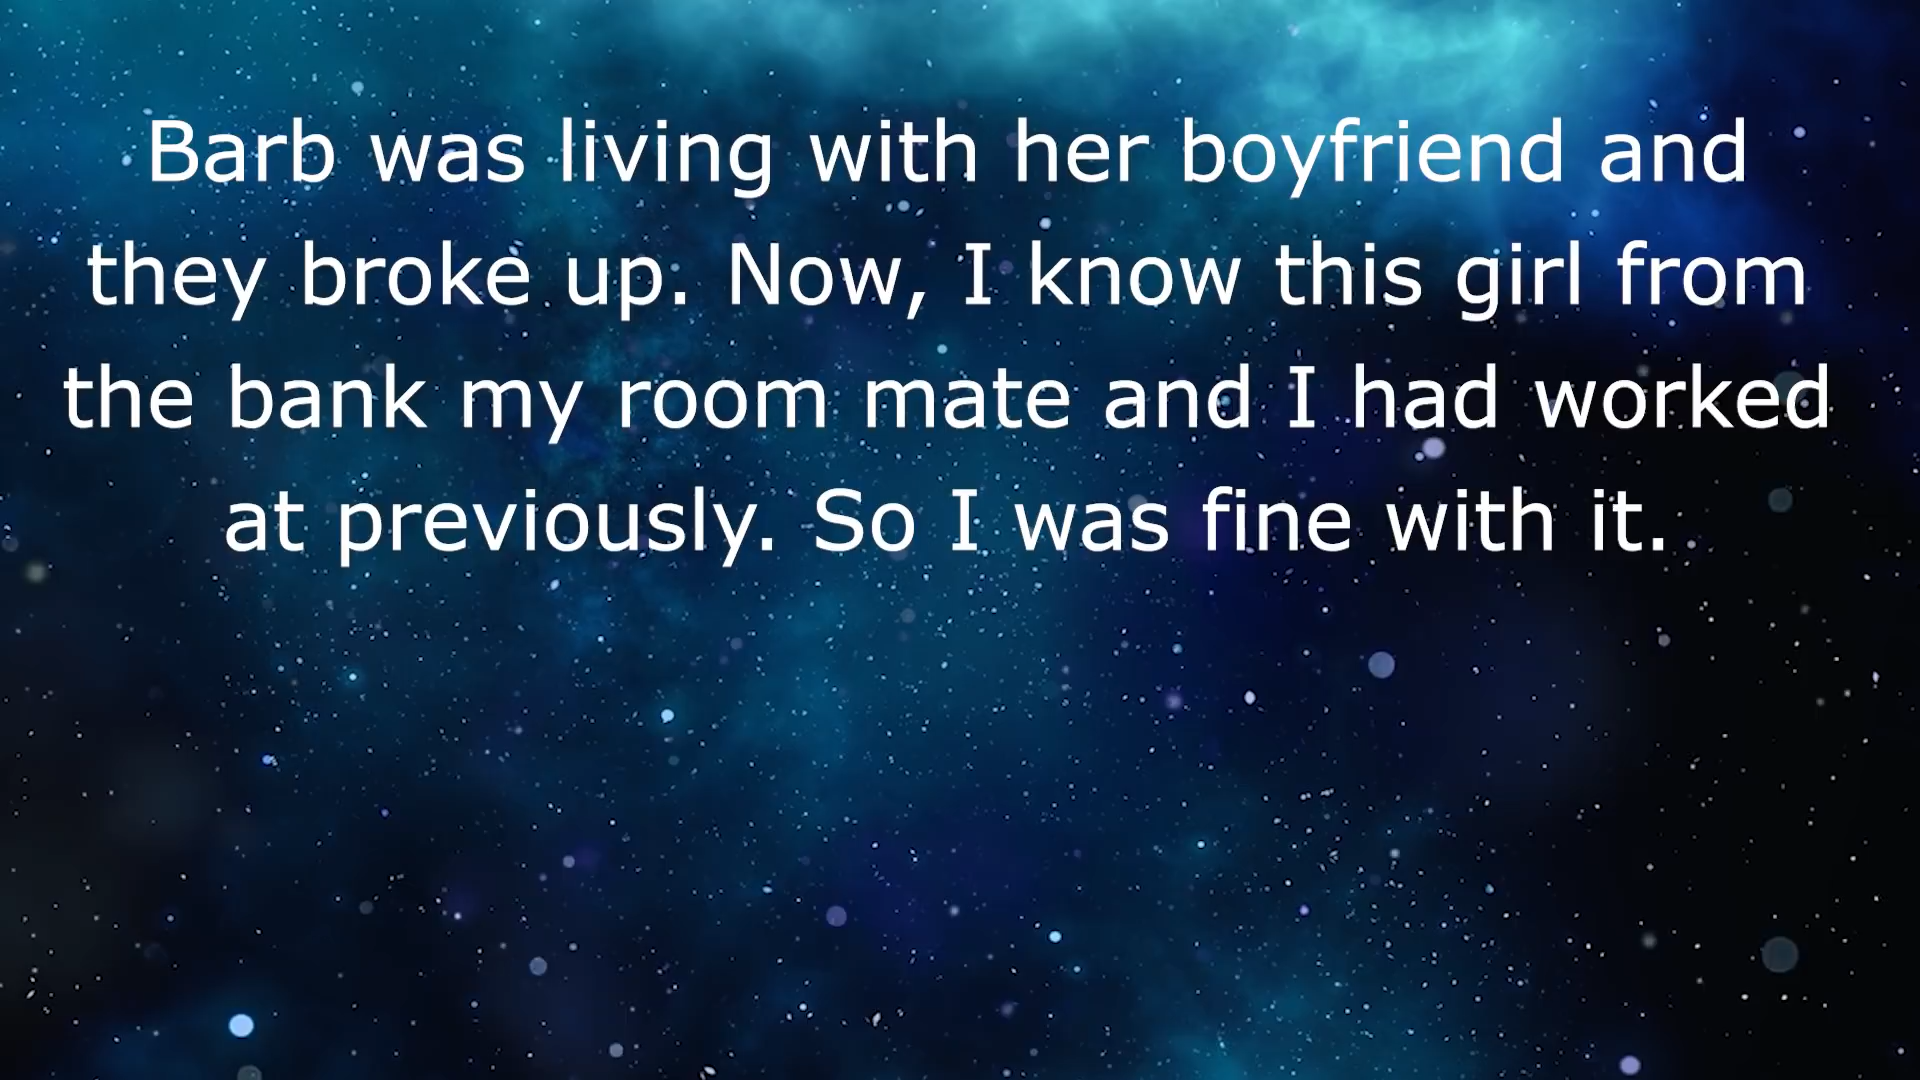 Barb was living with her boyfriend and
they broke up. Now, I know this girl from
the bank my room mate and I had worked
at previously. So I was fine with it.